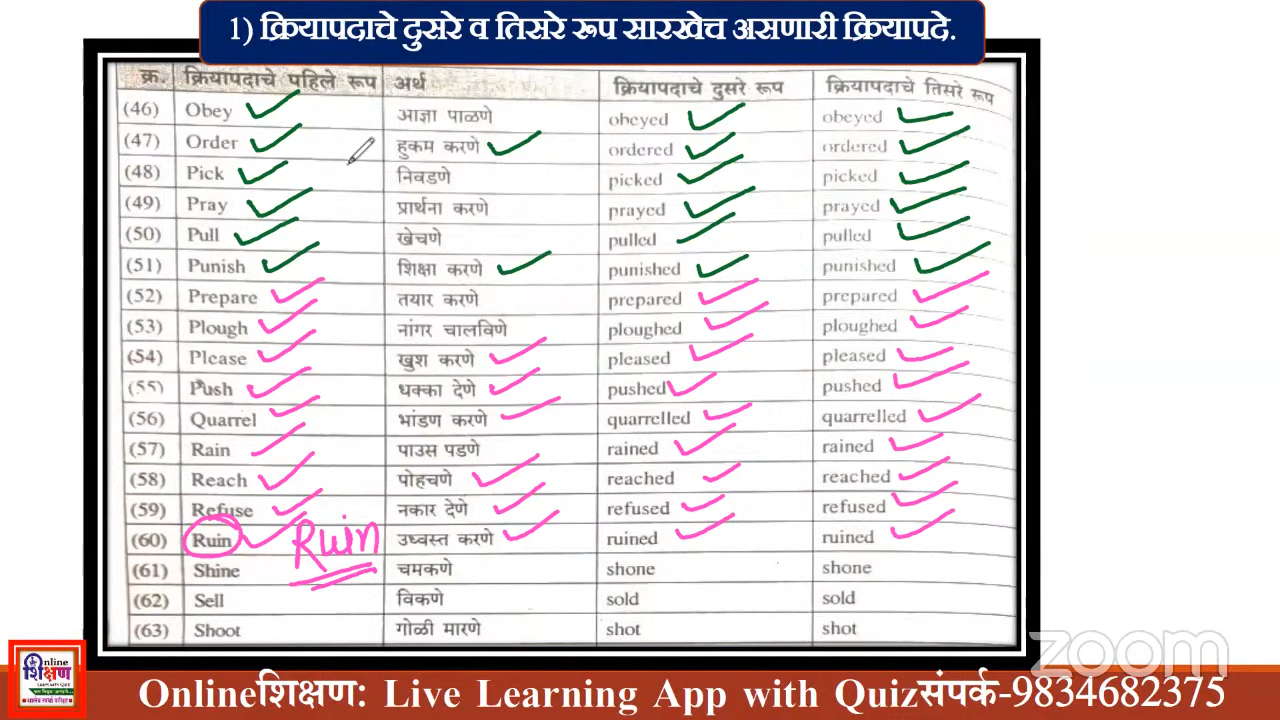 1) क्रियापदाचे दुसरे व तिसरे रूप सारखेच असणारी क्रियापदे.
क्र. क्रियापदाचे पहिले रूप अर्थ क्रियापदाचे दुसरे रूप क्रियापदाचे तिसरे रूप
(46) Obey आज्ञा पाळणे obeyed obeyed
(47) Order हुकम करणे ordered ordered
(48) Pick निवडणे picked picked
(49) Pray प्रार्थना करणे prayed prayed
(50) Pull खेचणे pulled pulled
(51) Punish शिक्षा करणे punished punished
(52) Prepare तयार करणे prepared prepared
(53) Plough नांगर चालविणे ploughed ploughed
(54) Please खुश करणे pleased pleased
(55) Push धक्का देणे pushed pushed
(56) Quarrel भांडण करणे quarrelled quarrelled
(57) Rain पाउस पडणे rained rained
(58) Reach पोहचणे reached reached
(59) Refuse नकार देणे refused refused
(60) Ruin Ruin उध्वस्त करणे ruined ruined
(61) Shine चमकणे shone shone
(62) Sell विकणे sold sold
(63) Shoot गोळी मारणे shot shot
zoom
Online
शिक्षण
Onlineशिक्षण: Live Learning App with Quizसंपर्क-9834682375